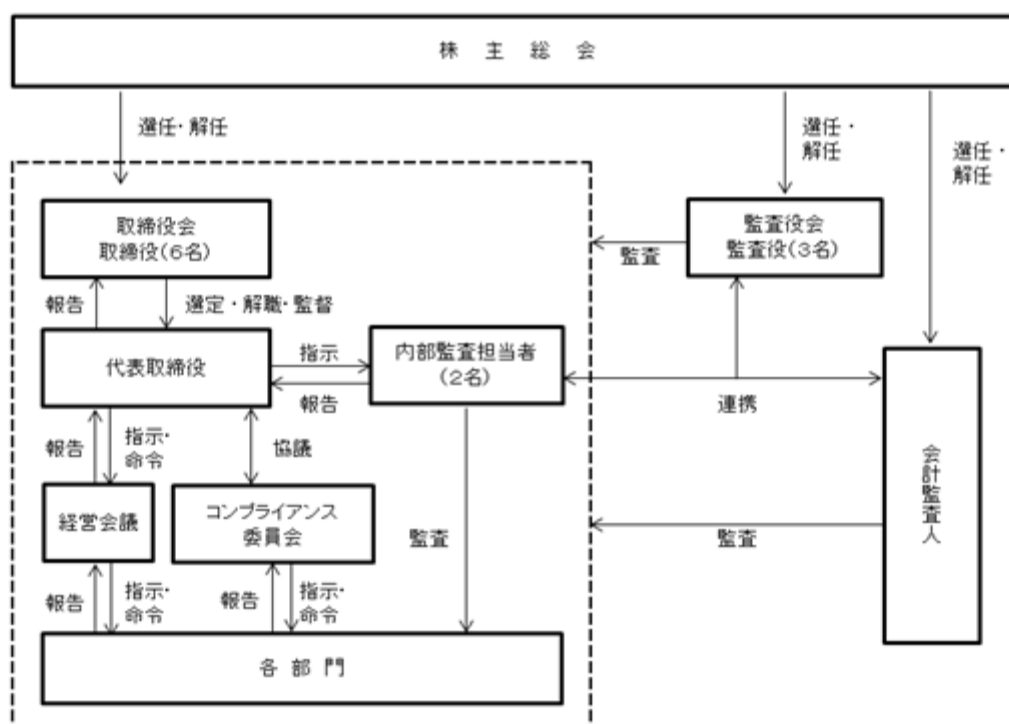 株主総会
選任・解任
選任・
解任
選任・
解任
取締役会
取締役(6名)
監査役会
監査役(3名)
監査
報告
選定・解職・監督
代表取締役
指示
報告
内部監査担当者
(2名)
連携
報告
指示・
命令
協議
経営会議
コンプライアンス
委員会
監査
監査
会計監査人
報告
指示・
命令
報告
指示・
命令
各部門